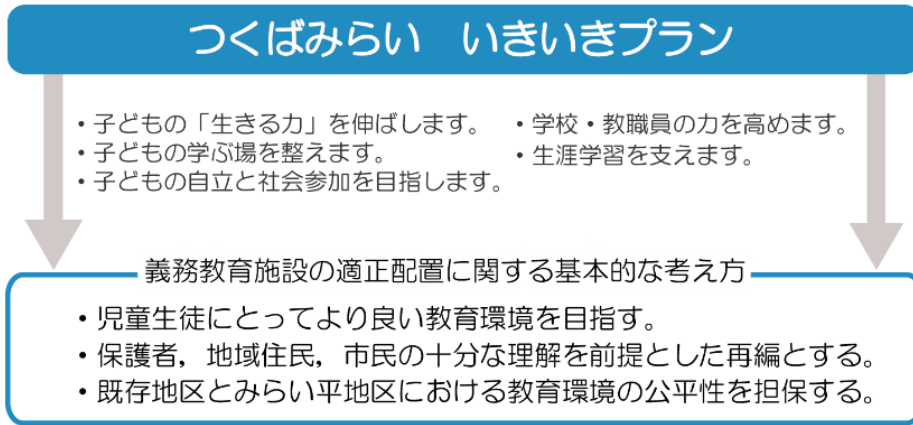 つくばみらい　いきいきプラン
・子どもの「生きる力」を伸ばします。
・子どもの学ぶ場を整えます。
・子どもの自立と社会参加を目指します。
・学校・教職員の力を高めます。
・生涯学習を支えます。
義務教育施設の適正配置に関する基本的な考え方
・児童生徒にとってより良い教育環境を目指す。
・保護者，地域住民，市民の十分な理解を前提とした再編とする。
・既存地区とみらい平地区における教育環境の公平性を担保する。